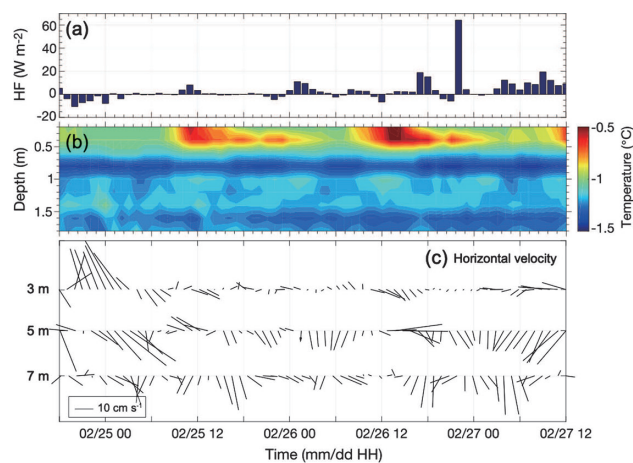 (a)
HF (W m-2)
60
40
20
0
-20
(b)
Depth (m)
0.5
1
1.5
-0.5
-1
-1.5
Temperature (°C)
(c) Horizontal velocity
3 m
5 m
7 m
10 cm s-1
02/25 00 02/25 12 02/26 00 02/26 12 02/27 00 02/27 12
Time (mm/dd HH)